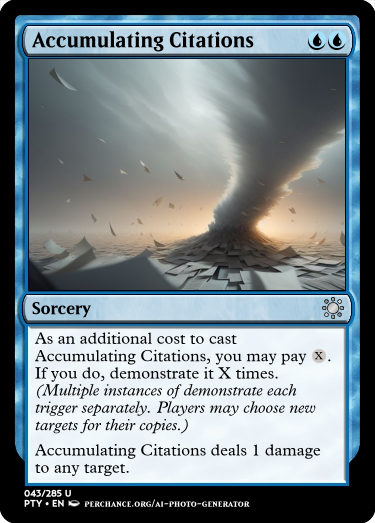 Accumulating Citations
Sorcery
As an additional cost to cast
Accumulating Citations, you may pay X.
If you do, demonstrate it X times.
(Multiple instances of demonstrate each
trigger separately. Players may choose new
targets for their copies.)
Accumulating Citations deals 1 damage
to any target.
043/285 U
PTY • EN PERCHANCE.ORG/AI-PHOTO-GENERATOR